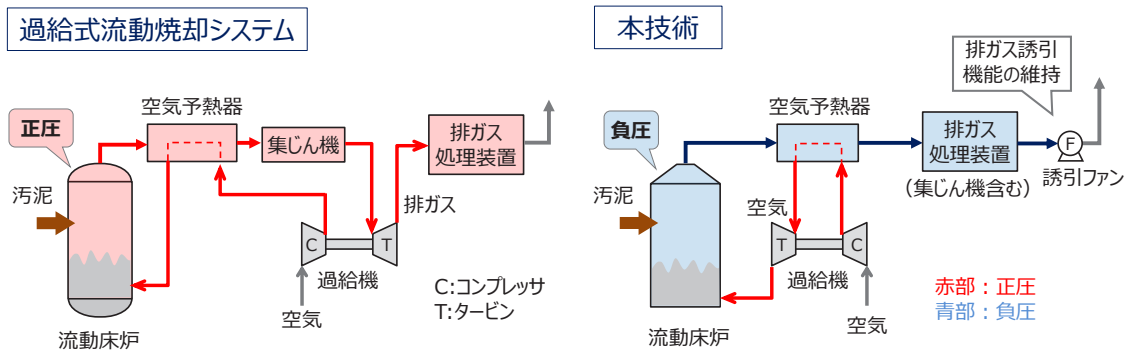 過給式流動焼却システム
正圧
空気予熱器
集じん機
排ガス
処理装置
汚泥
排ガス
C
T
過給機
空気
流動床炉
C:コンプレッサ
T:タービン
本技術
排ガス誘引
機能の維持
負圧
空気予熱器
排ガス
処理装置
(集じん機含む)
F
誘引ファン
汚泥
空気
T
C
過給機
空気
流動床炉
赤部：正圧
青部：負圧